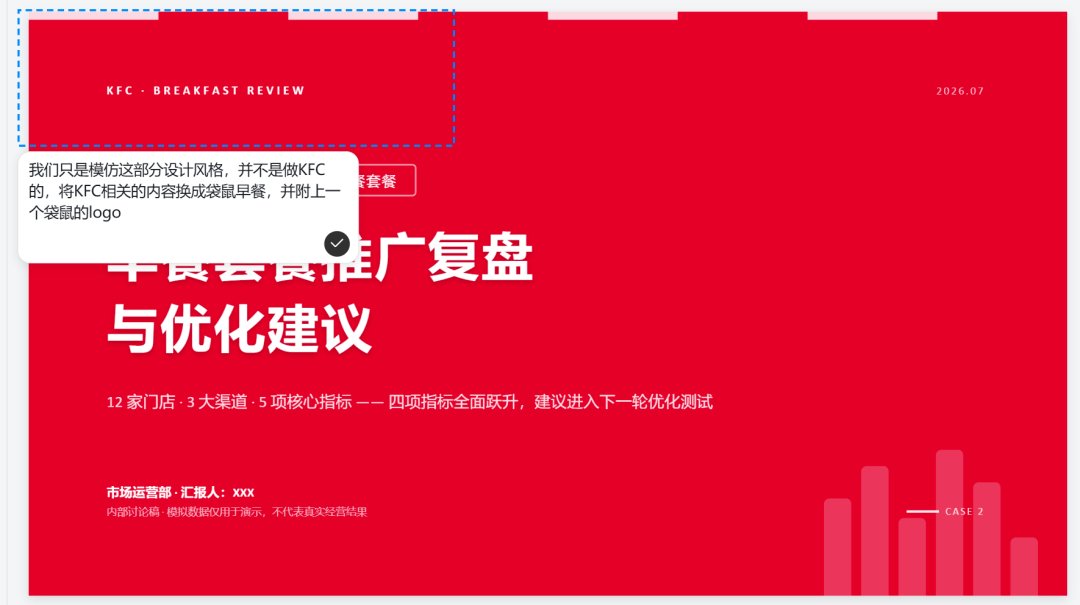 KFC · BREAKFAST REVIEW
2026.07
我们只是模仿这部分设计风格，并不是做KFC
的，将KFC相关的内容换成袋鼠早餐，并附上一
个袋鼠的logo
餐套餐
早餐套餐推广复盘
与优化建议
12 家门店 · 3 大渠道 · 5 项核心指标 —— 四项指标全面跃升，建议进入下一轮优化测试
市场运营部 · 汇报人：XXX
内部讨论稿 · 模拟数据仅用于演示，不代表真实经营结果
CASE 2